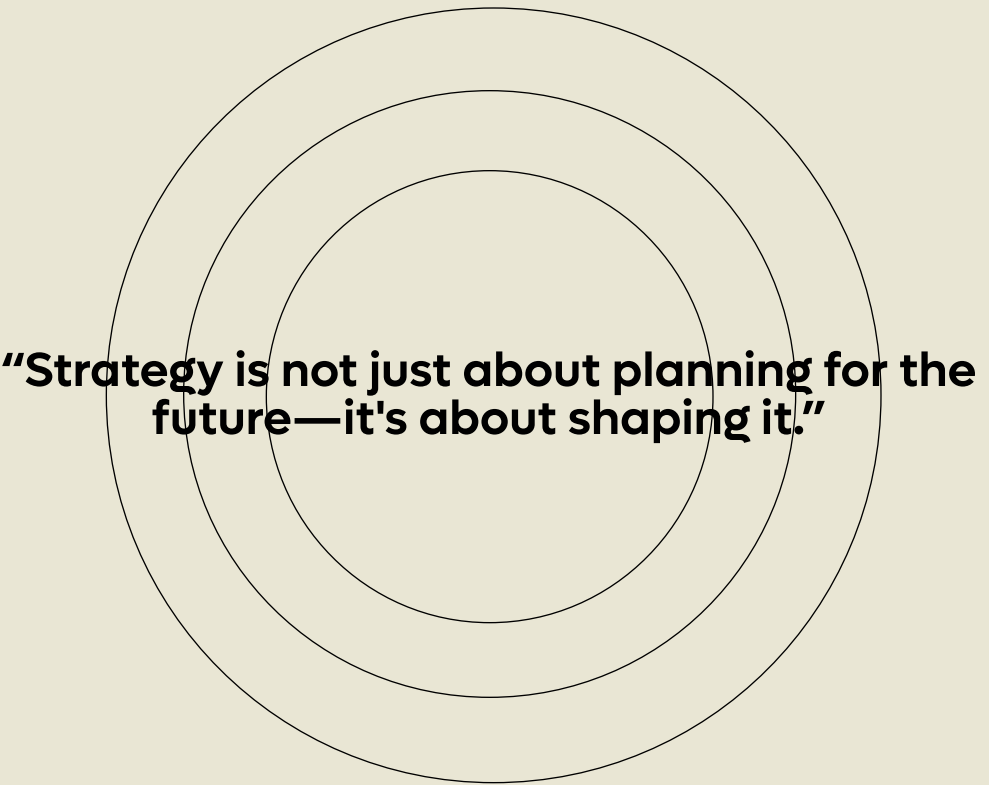 “Strategy is not just about planning for the
future—it's about shaping it.”